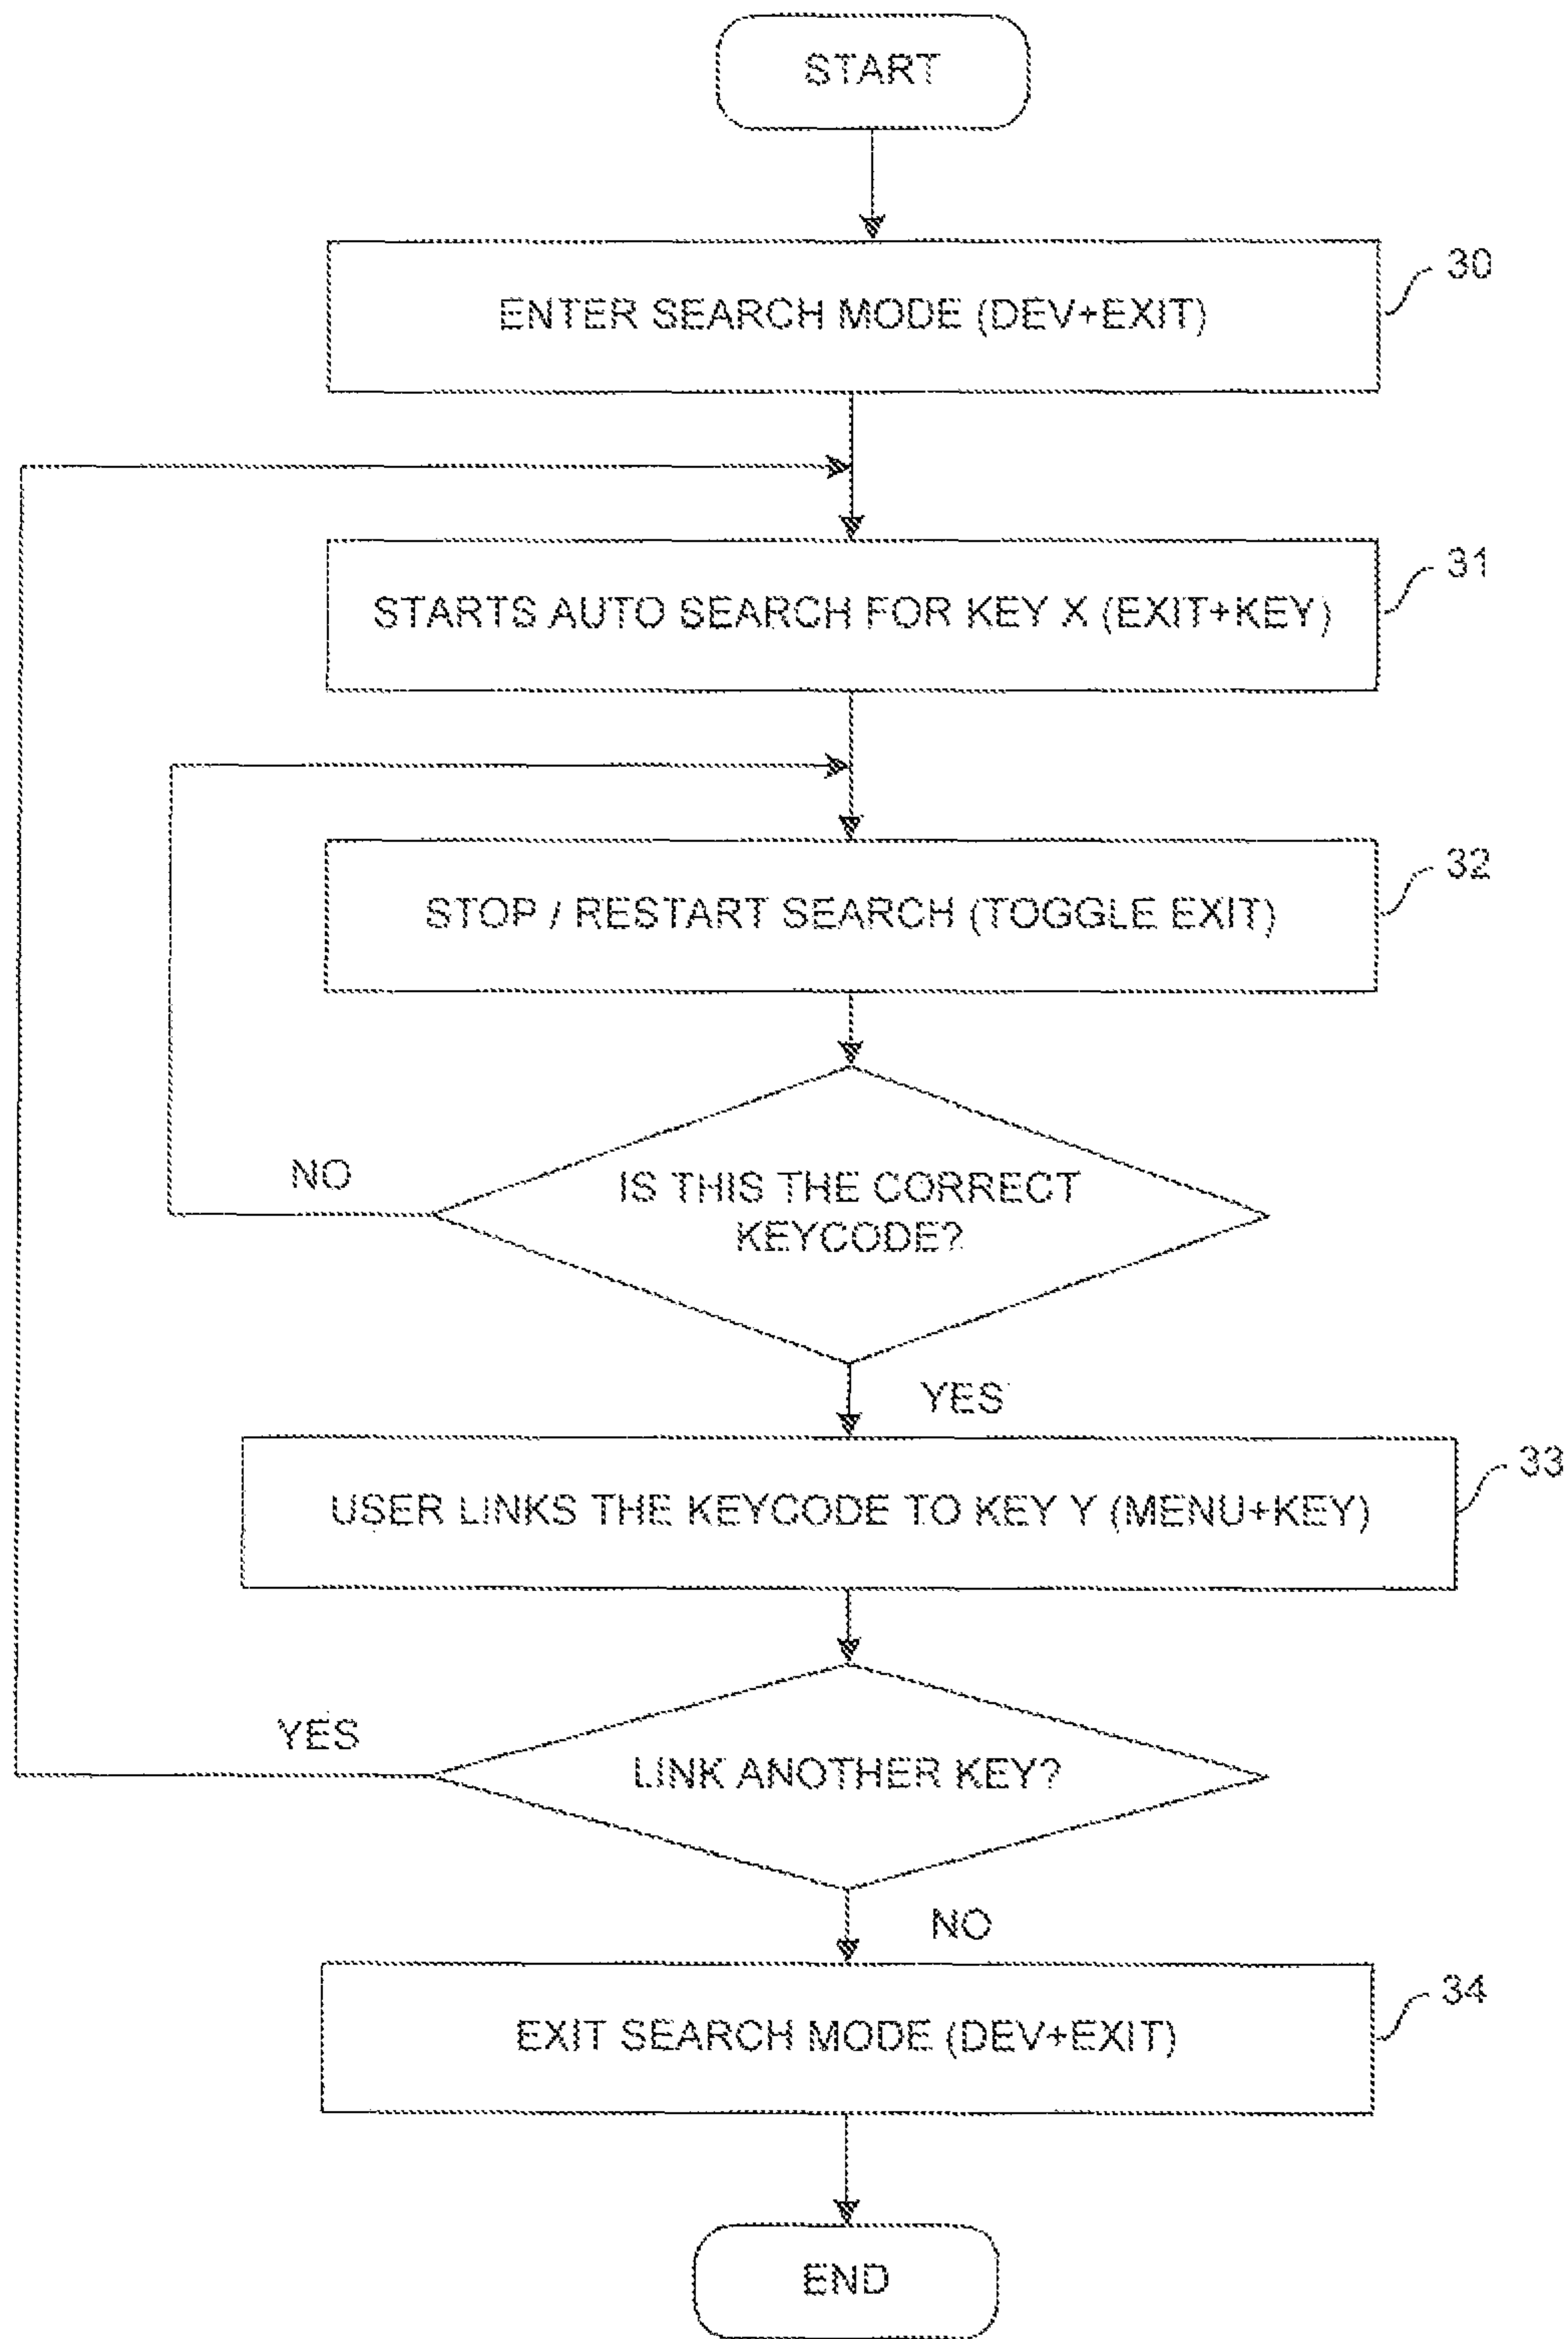 START
ENTER SEARCH MODE (DEV+EXIT)
30
STARTS AUTO SEARCH FOR KEY X (EXIT+KEY)
31
STOP / RESTART SEARCH (TOGGLE EXIT)
32
IS THIS THE CORRECT
KEYCODE?
NO
YES
USER LINKS THE KEYCODE TO KEY Y (MENU+KEY)
33
LINK ANOTHER KEY?
YES
NO
EXIT SEARCH MODE (DEV+EXIT)
34
END